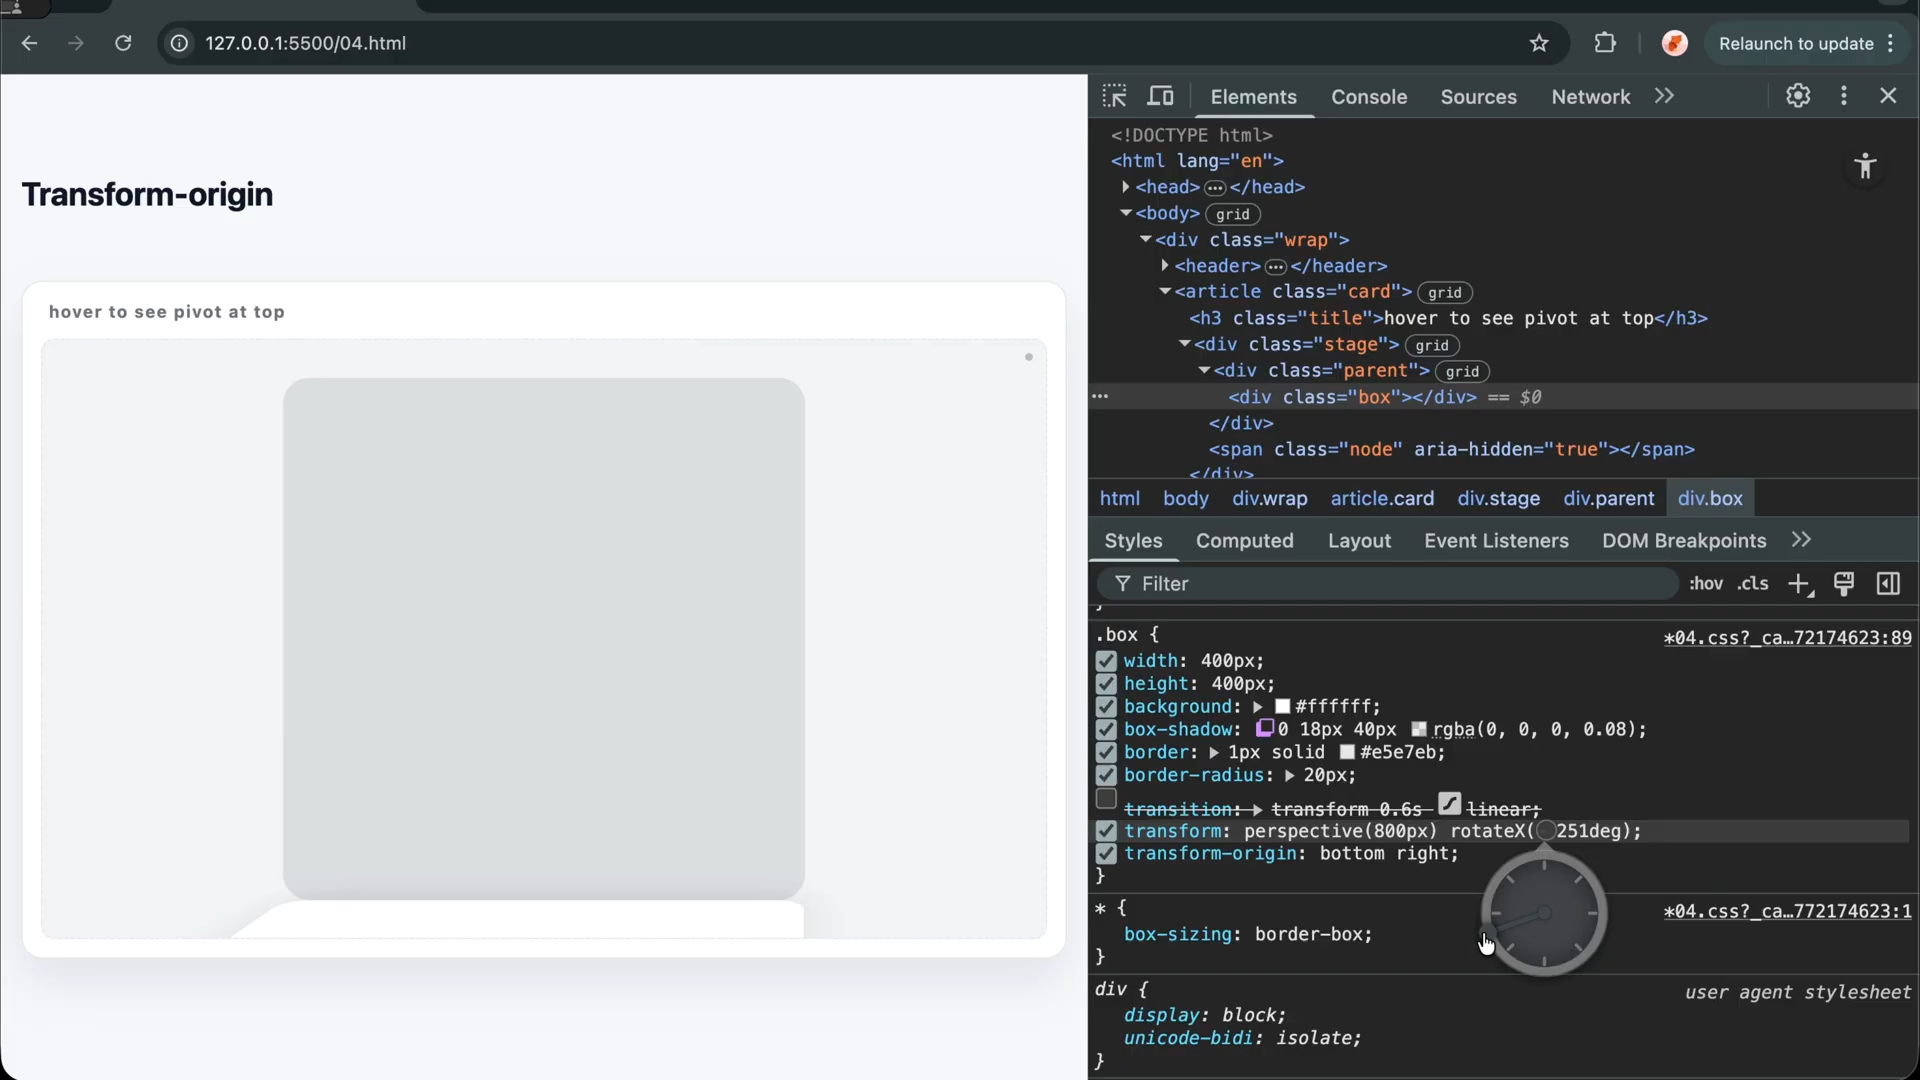 127.0.0.1:5500/04.html
Relaunch to update
Transform-origin
hover to see pivot at top
Elements Console Sources Network
<!DOCTYPE html>
<html lang="en">
<head> ⋯ </head>
<body> grid
<div class="wrap">
<header> ⋯ </header>
<article class="card"> grid
<h3 class="title">hover to see pivot at top</h3>
<div class="stage"> grid
<div class="parent"> grid
<div class="box"></div> == $0
</div>
<span class="node" aria-hidden="true"></span>
</div>
html body div.wrap article.card div.stage div.parent div.box
Styles Computed Layout Event Listeners DOM Breakpoints
Filter :hov .cls
}
.box { *04.css?_ca…72174623:89
width: 400px;
height: 400px;
background: #ffffff;
box-shadow: 0 18px 40px rgba(0, 0, 0, 0.08);
border: 1px solid #e5e7eb;
border-radius: 20px;
transition: transform 0.6s linear;
transform: perspective(800px) rotateX(251deg);
transform-origin: bottom right;
}
* { *04.css?_ca…772174623:1
box-sizing: border-box;
}
div { user agent stylesheet
display: block;
unicode-bidi: isolate;
}